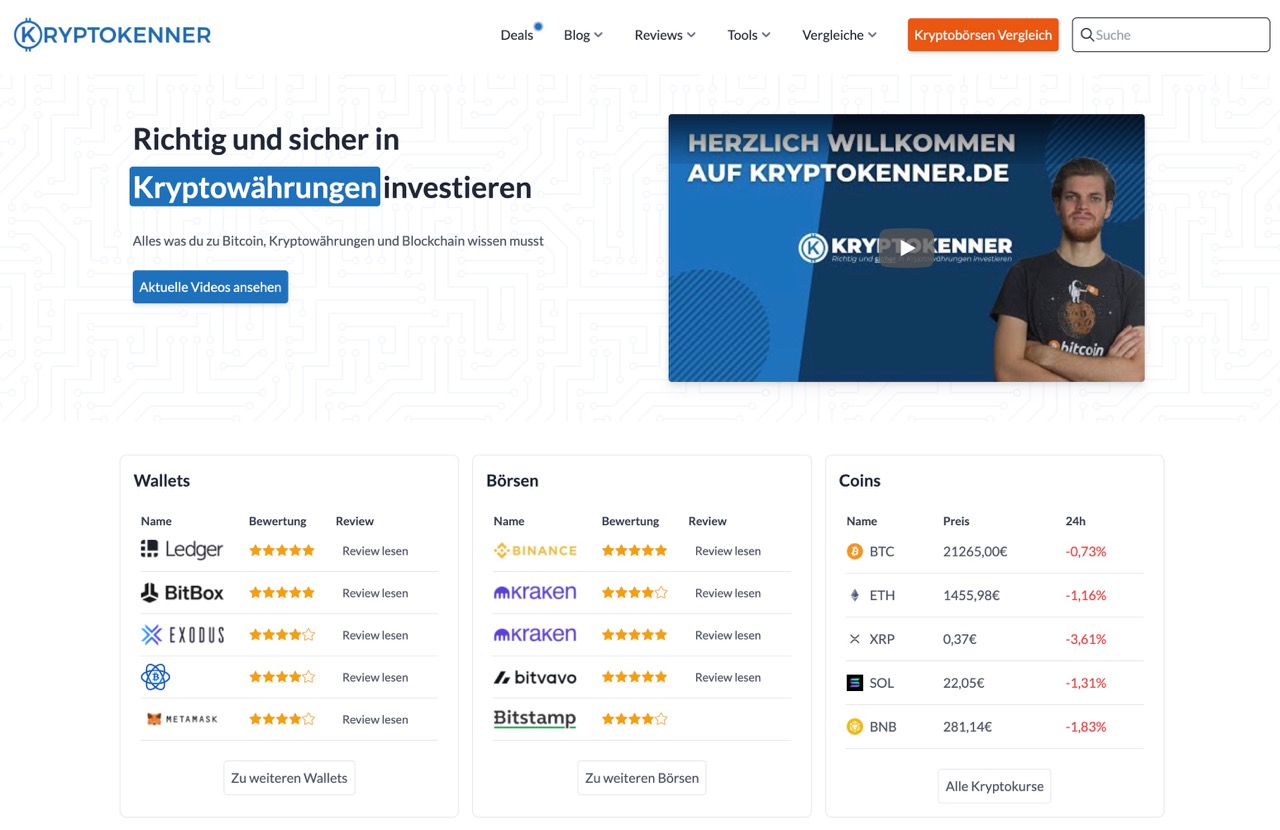 KRYPTOKENNER
Deals
Blog
Reviews
Tools
Vergleiche
Kryptobörsen Vergleich
Suche
Richtig und sicher in
Kryptowährungen investieren
Alles was du zu Bitcoin, Kryptowährungen und Blockchain wissen musst
Aktuelle Videos ansehen
HERZLICH WILLKOMMEN
AUF KRYPTOKENNER.DE
KRYPTOKENNER
Richtig und sicher in Kryptowährungen investieren
bitcoin
Wallets
Name Bewertung Review
Ledger Review lesen
BitBox Review lesen
EXODUS Review lesen
Review lesen
METAMASK Review lesen
Zu weiteren Wallets
Börsen
Name Bewertung Review
BINANCE Review lesen
kraken Review lesen
kraken Review lesen
bitvavo Review lesen
Bitstamp
Zu weiteren Börsen
Coins
Name Preis 24h
BTC 21265,00€ -0,73%
ETH 1455,98€ -1,16%
XRP 0,37€ -3,61%
SOL 22,05€ -1,31%
BNB 281,14€ -1,83%
Alle Kryptokurse